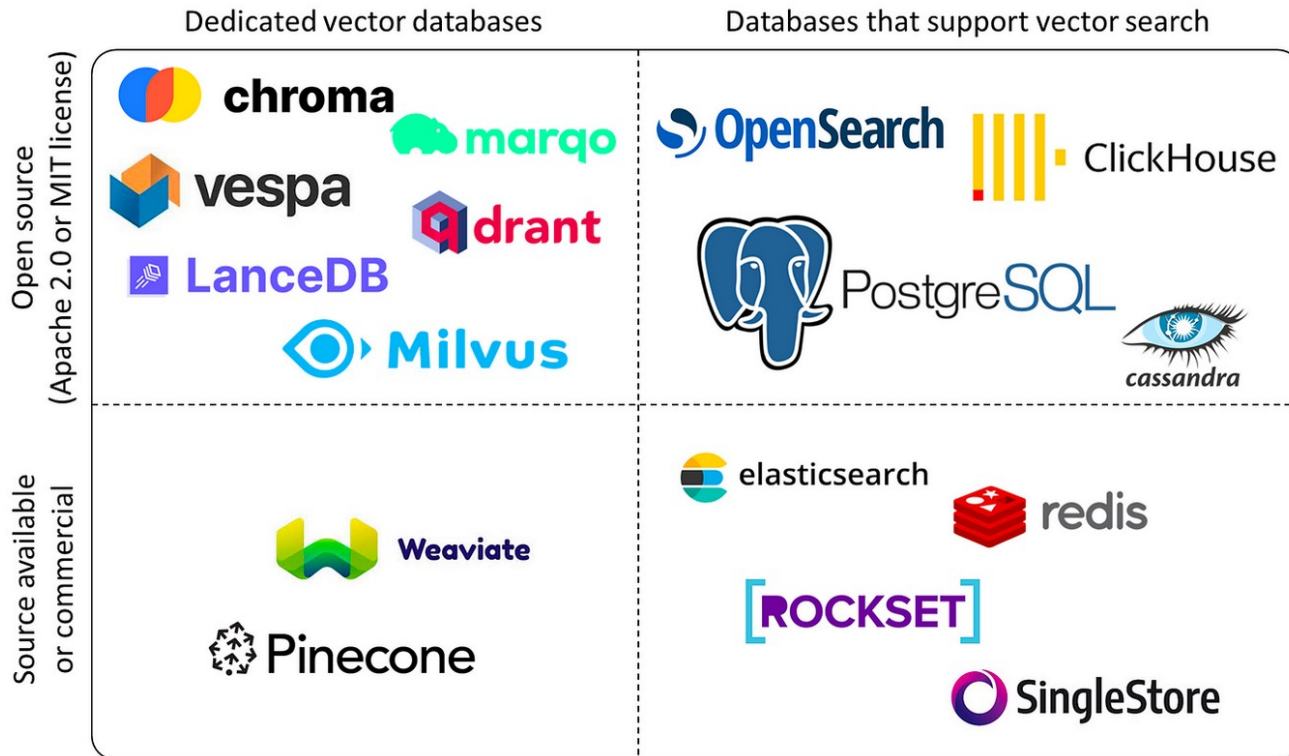 Dedicated vector databases
Databases that support vector search
Open source
(Apache 2.0 or MIT license)
chroma
marqo
vespa
qdrant
LanceDB
Milvus
OpenSearch
ClickHouse
PostgreSQL
cassandra
Source available
or commercial
Weaviate
Pinecone
elasticsearch
redis
[ROCKSET]
SingleStore